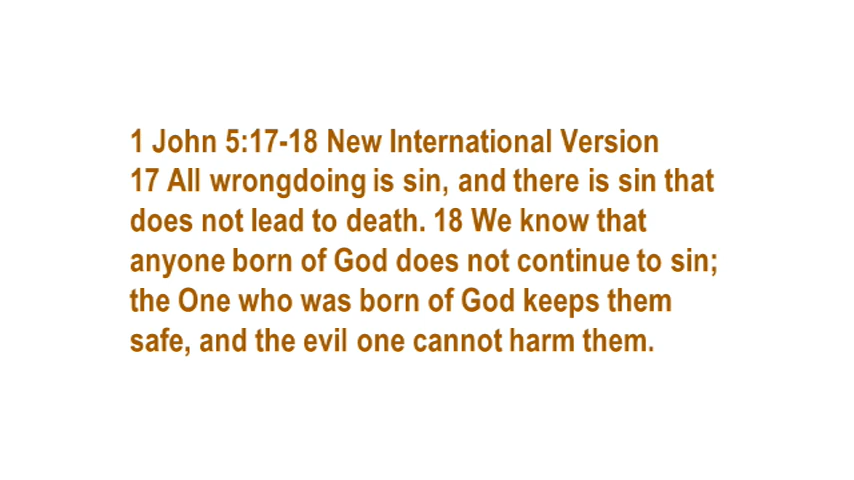 1 John 5:17-18 New International Version
17 All wrongdoing is sin, and there is sin that
does not lead to death. 18 We know that
anyone born of God does not continue to sin;
the One who was born of God keeps them
safe, and the evil one cannot harm them.